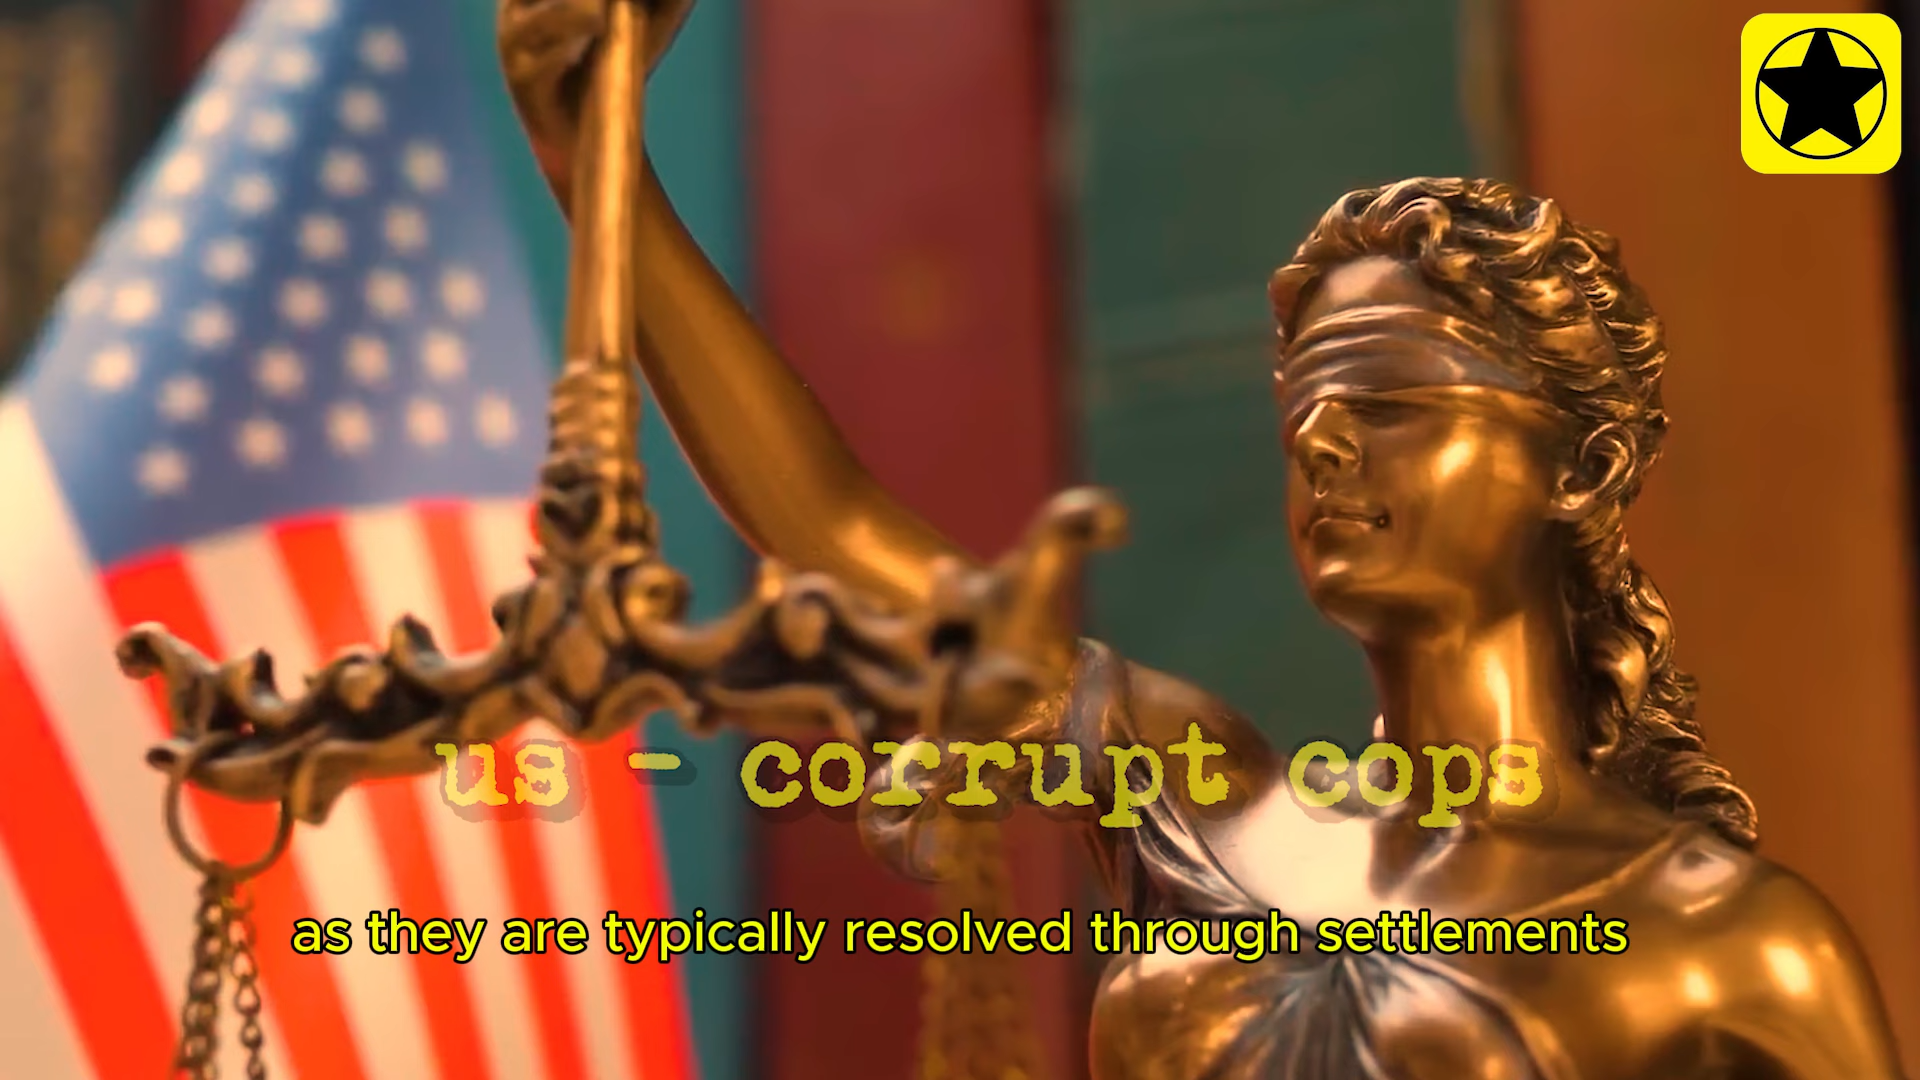 us - corrupt cops
as they are typically resolved through settlements